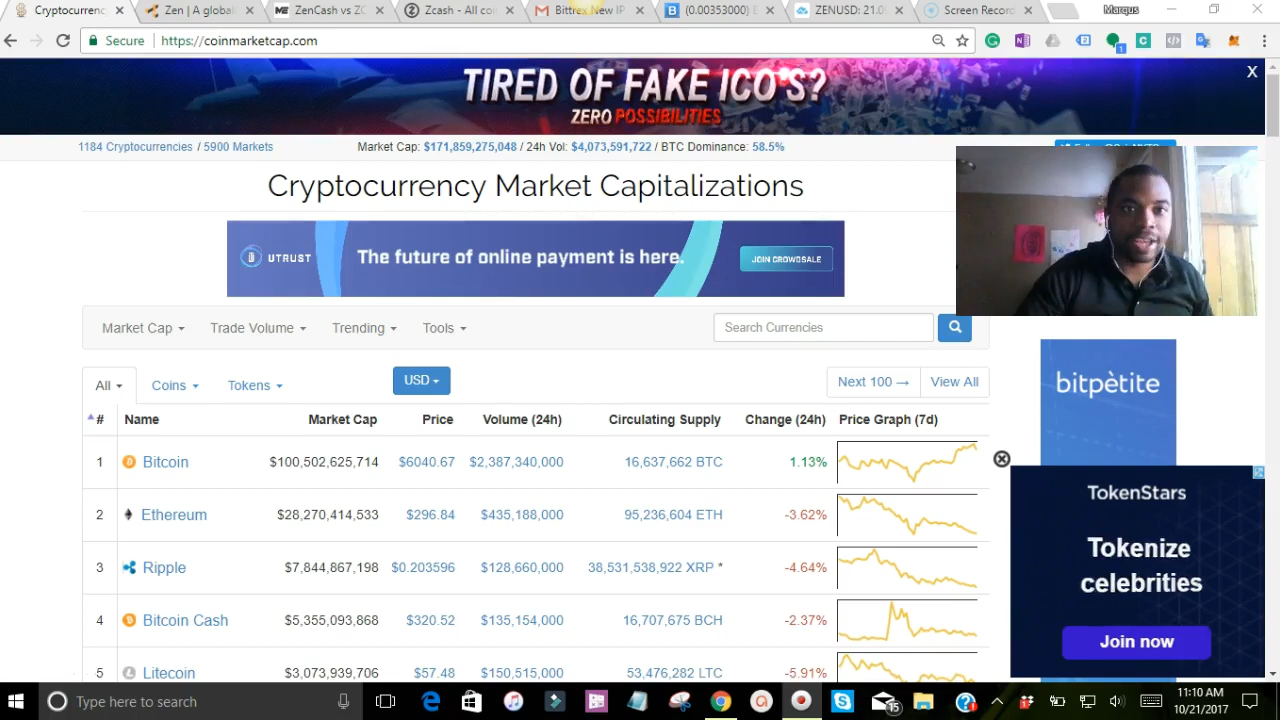 Currency
Zen | A global
ZenCash vs Z
Zcash - All coi
Bittrex New IP
(0.00353000) E
ZENUSD: 21.0
Screen Record
Marqus
Secure
https://coinmarketcap.com
TIRED OF FAKE ICO'S?
ZERO POSSIBILITIES
X
1184 Cryptocurrencies / 5900 Markets
Market Cap: $171,859,275,048 / 24h Vol: $4,073,591,722 / BTC Dominance: 58.5%
Cryptocurrency Market Capitalizations
UTRUST
The future of online payment is here.
JOIN CROWDSALE
Market Cap
Trade Volume
Trending
Tools
Search Currencies
All
Coins
Tokens
USD
Next 100 →
View All
bitpètite
# Name Market Cap Price Volume (24h) Circulating Supply Change (24h) Price Graph (7d)
1 Bitcoin $100,502,625,714 $6040.67 $2,387,340,000 16,637,662 BTC 1.13%
2 Ethereum $28,270,414,533 $296.84 $435,188,000 95,236,604 ETH -3.62%
3 Ripple $7,844,867,198 $0.203596 $128,660,000 38,531,538,922 XRP * -4.64%
4 Bitcoin Cash $5,355,093,868 $320.52 $135,154,000 16,707,675 BCH -2.37%
5 Litecoin $3,073,939,706 $57.48 $150,515,000 53,476,282 LTC -5.91%
TokenStars
Tokenize
celebrities
Join now
Type here to search
15
11:10 AM
10/21/2017